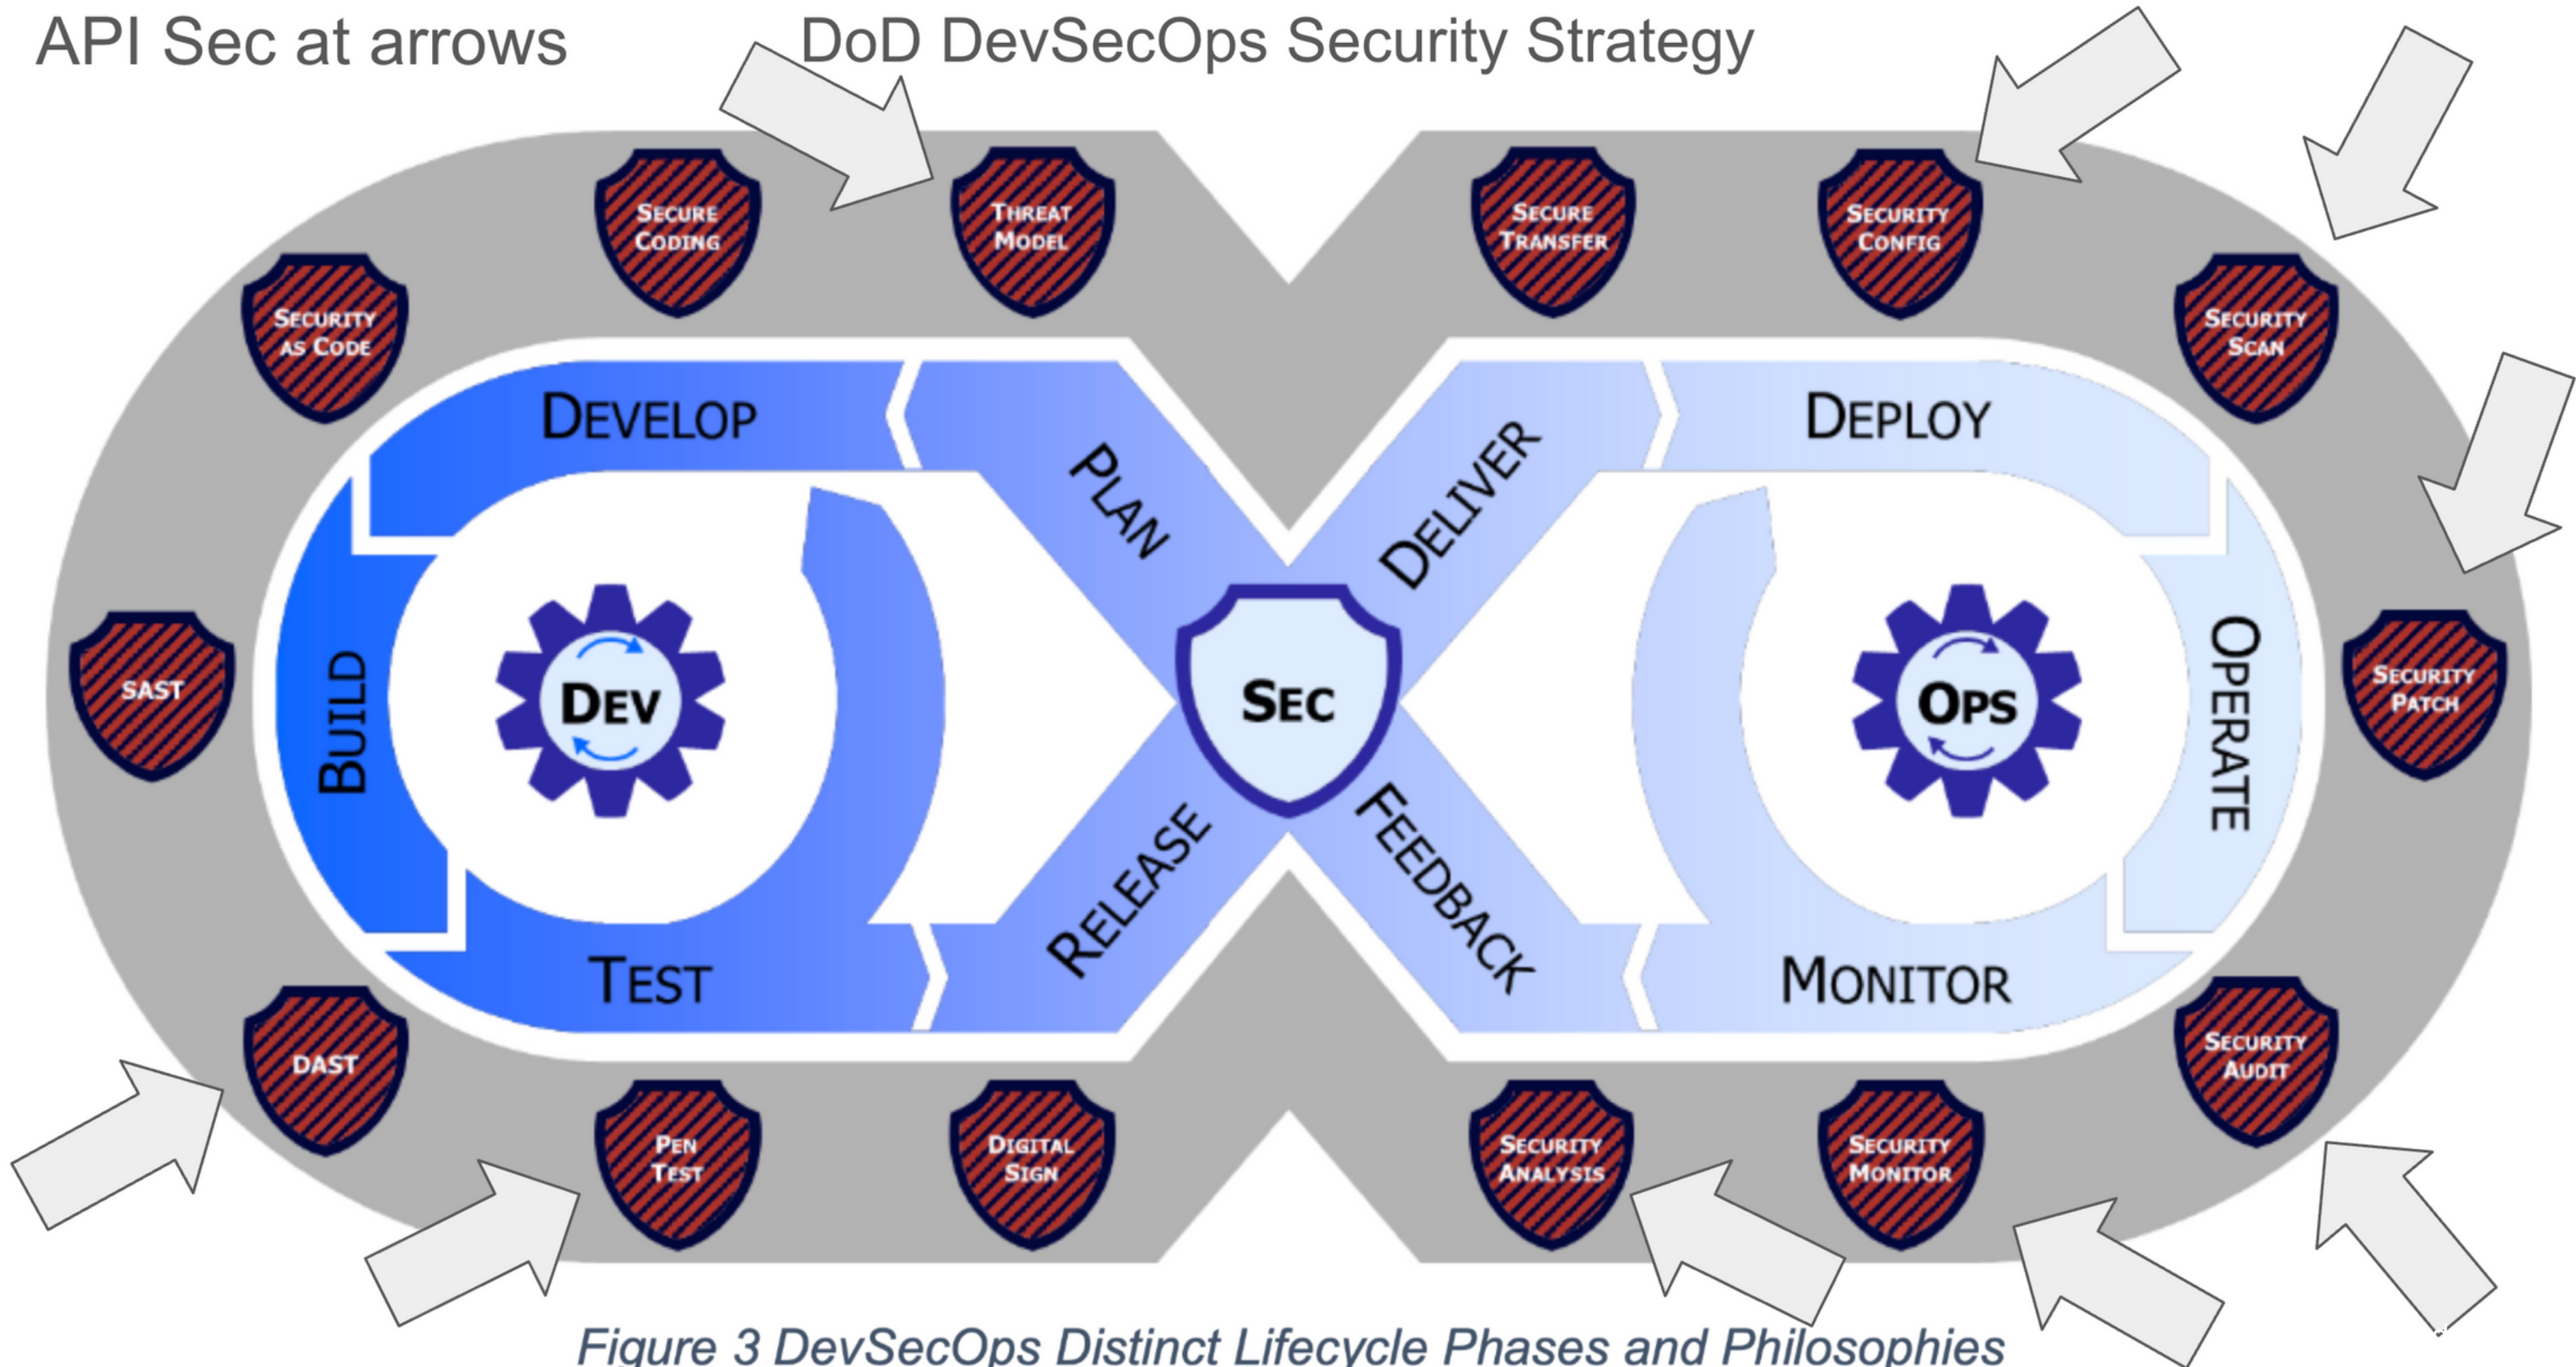 API Sec at arrows
DoD DevSecOps Security Strategy
SECURE
CODING
THREAT
MODEL
SECURE
TRANSFER
SECURITY
CONFIG
SECURITY
AS CODE
SECURITY
SCAN
DEVELOP
PLAN
DELIVER
DEPLOY
SAST
BUILD
DEV
SEC
OPS
OPERATE
SECURITY
PATCH
TEST
RELEASE
FEEDBACK
MONITOR
DAST
SECURITY
AUDIT
PEN
TEST
DIGITAL
SIGN
SECURITY
ANALYSIS
SECURITY
MONITOR
Figure 3 DevSecOps Distinct Lifecycle Phases and Philosophies